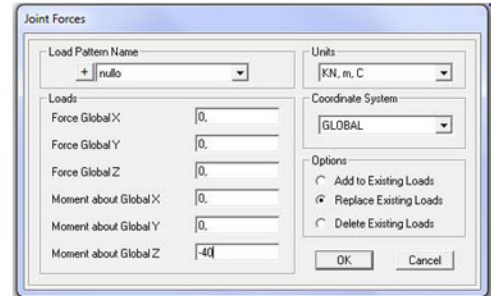 Joint Forces
Load Pattern Name
+ nullo
Units
KN, m, C
Loads
Force Global X 0,
Force Global Y 0,
Force Global Z 0,
Moment about Global X 0,
Moment about Global Y 0,
Moment about Global Z -40
Coordinate System
GLOBAL
Options
Add to Existing Loads
Replace Existing Loads
Delete Existing Loads
OK Cancel